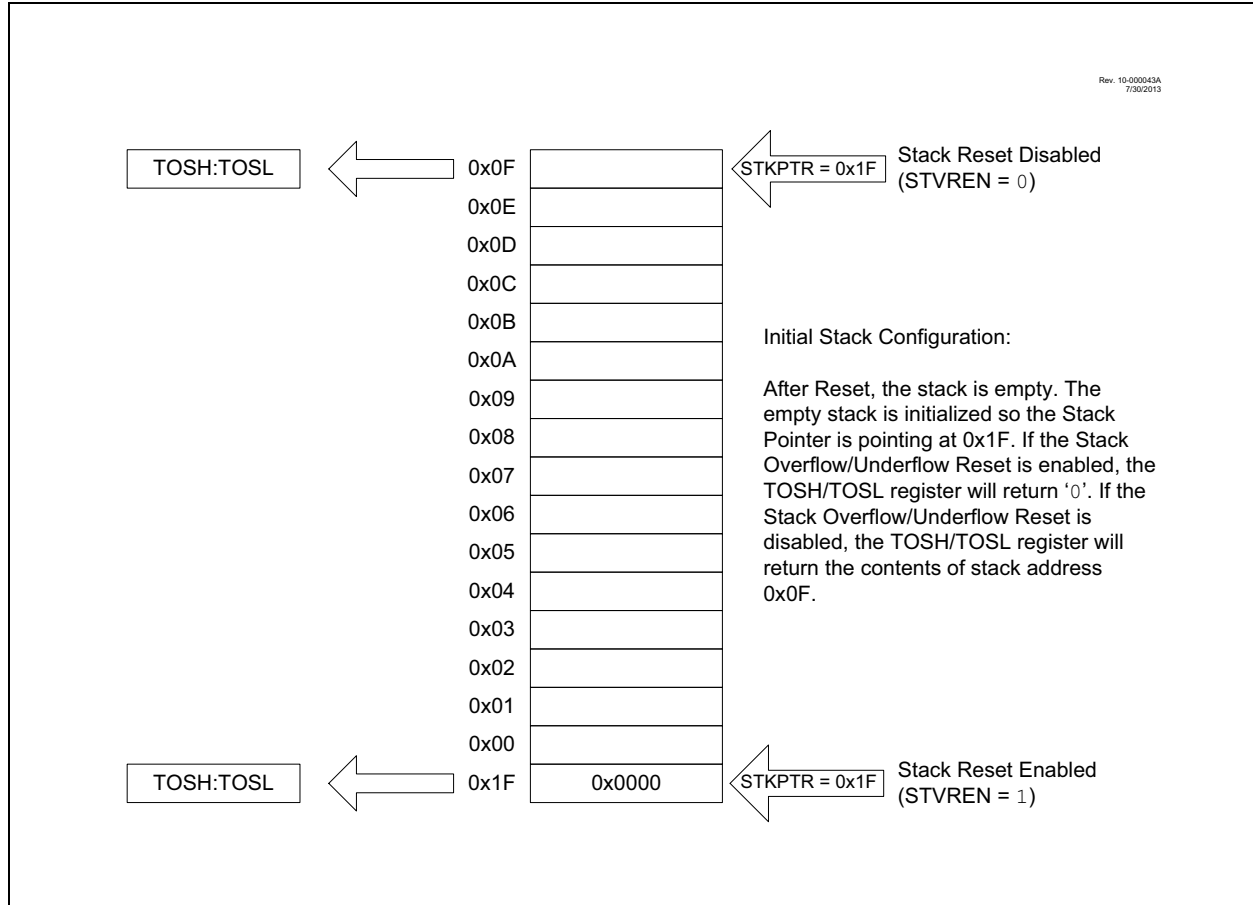 Rev. 10-000043A
7/30/2013
TOSH:TOSL
0x0F
STKPTR = 0x1F
Stack Reset Disabled
(STVREN = 0)
0x0E
0x0D
0x0C
0x0B
0x0A
0x09
0x08
0x07
0x06
0x05
0x04
0x03
0x02
0x01
0x00
Initial Stack Configuration:
After Reset, the stack is empty. The
empty stack is initialized so the Stack
Pointer is pointing at 0x1F. If the Stack
Overflow/Underflow Reset is enabled, the
TOSH/TOSL register will return ‘0’. If the
Stack Overflow/Underflow Reset is
disabled, the TOSH/TOSL register will
return the contents of stack address
0x0F.
TOSH:TOSL
0x1F
0x0000
STKPTR = 0x1F
Stack Reset Enabled
(STVREN = 1)